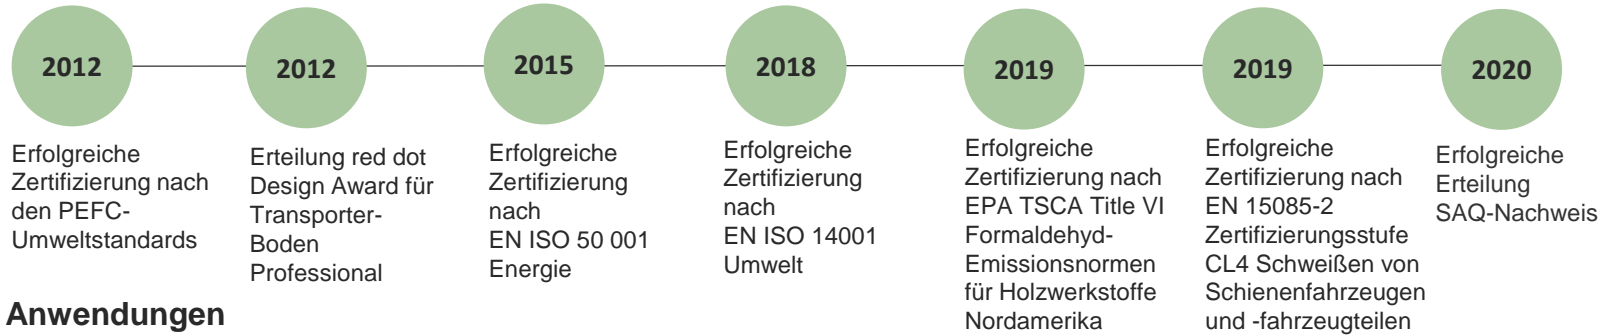 2012
Erfolgreiche
Zertifizierung nach
den PEFC-
Umweltstandards
2012
Erteilung red dot
Design Award für
Transporter-
Boden
Professional
2015
Erfolgreiche
Zertifizierung
nach
EN ISO 50 001
Energie
2018
Erfolgreiche
Zertifizierung
nach
EN ISO 14001
Umwelt
2019
Erfolgreiche
Zertifizierung nach
EPA TSCA Title VI
Formaldehyd-
Emissionsnormen
für Holzwerkstoffe
Nordamerika
2019
Erfolgreiche
Zertifizierung nach
EN 15085-2
Zertifizierungsstufe
CL4 Schweißen von
Schienenfahrzeugen
und -fahrzeugteilen
2020
Erfolgreiche
Erteilung
SAQ-Nachweis
Anwendungen